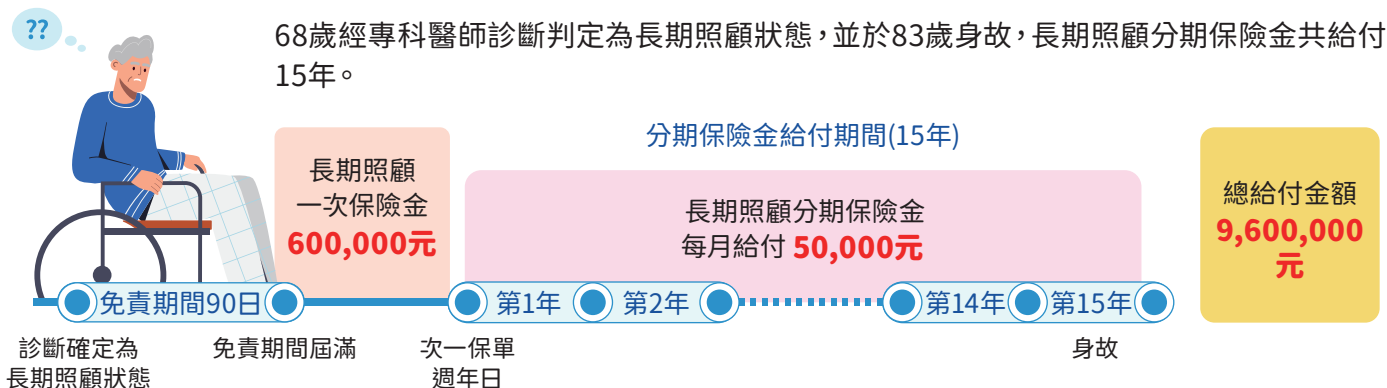 ??
68歲經專科醫師診斷判定為長期照顧狀態，並於83歲身故，長期照顧分期保險金共給付
15年。
分期保險金給付期間(15年)
長期照顧
一次保險金
600,000元
長期照顧分期保險金
每月給付 50,000元
總給付金額
9,600,000
元
免責期間90日
第1年
第2年
第14年
第15年
診斷確定為
長期照顧狀態
免責期間屆滿
次一保單
週年日
身故